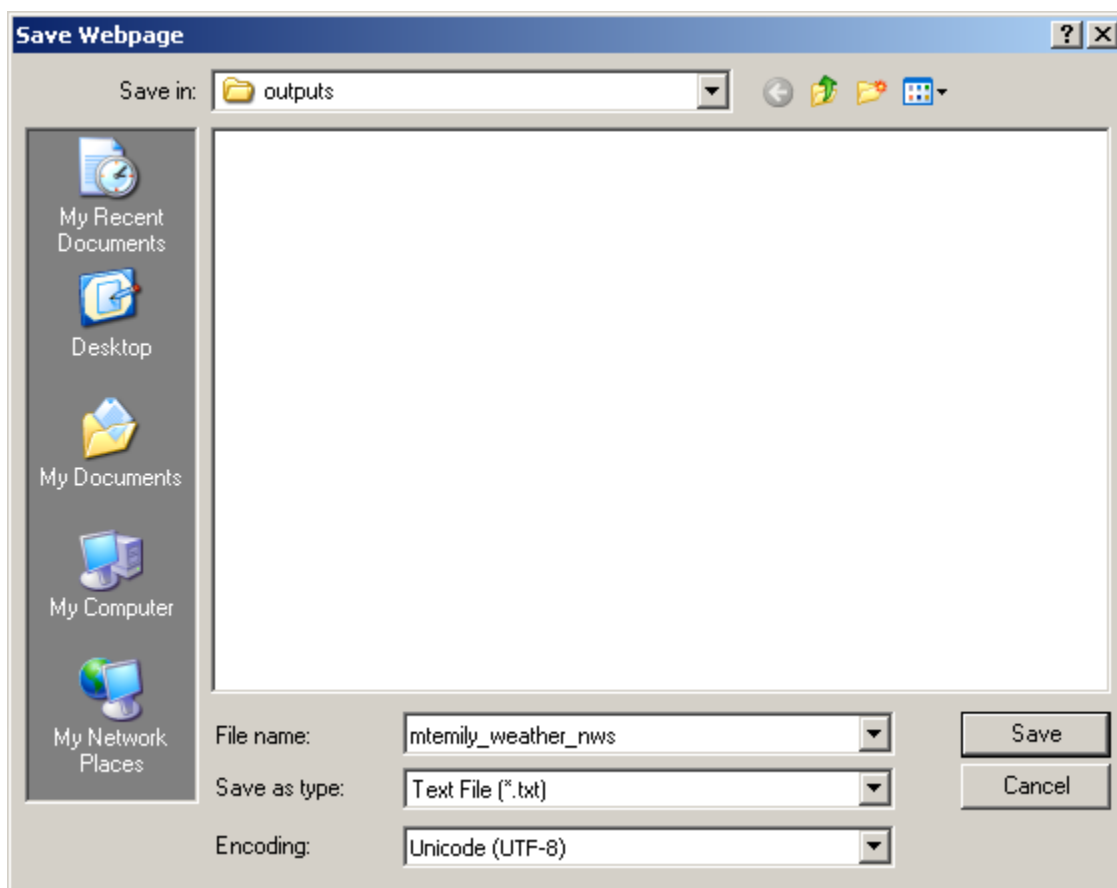 Save Webpage
Save in:
outputs
My Recent
Documents
Desktop
My Documents
My Computer
My Network
Places
File name:
mtemily_weather_nws
Save
Save as type:
Text File (*.txt)
Cancel
Encoding:
Unicode (UTF-8)